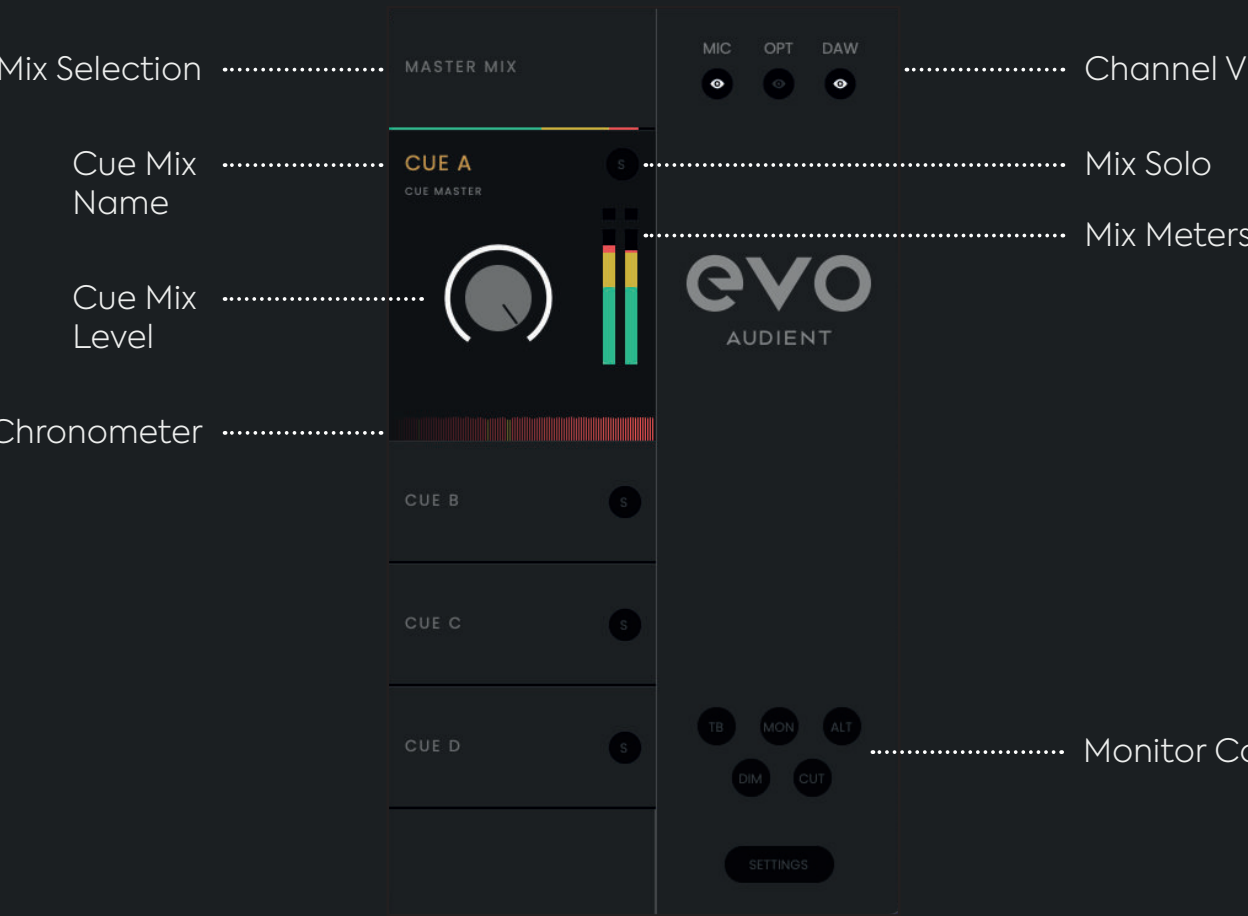 Mix Selection
MASTER MIX
MIC OPT DAW
Channel V
Cue Mix
Name
CUE A
S
Mix Solo
CUE MASTER
Mix Meters
evo
AUDIENT
Cue Mix
Level
Chronometer
CUE B
S
CUE C
S
CUE D
S
TB MON ALT
DIM CUT
Monitor Co
SETTINGS